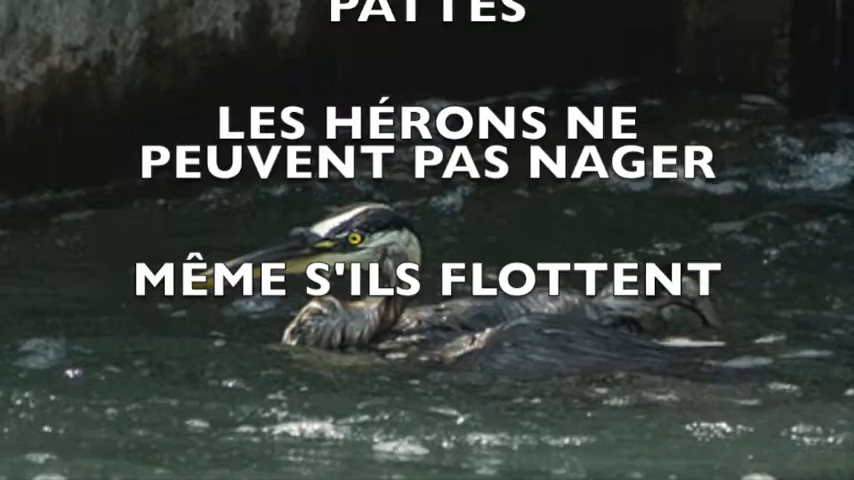 PATTES
LES HÉRONS NE
PEUVENT PAS NAGER
MÊME S'ILS FLOTTENT